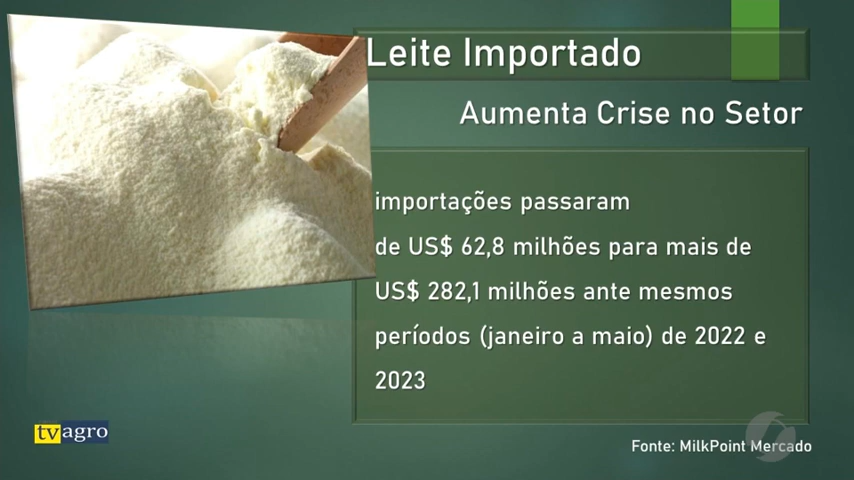 Leite Importado
Aumenta Crise no Setor
importações passaram
de US$ 62,8 milhões para mais de
US$ 282,1 milhões ante mesmos
períodos (janeiro a maio) de 2022 e
2023
tvagro
Fonte: MilkPoint Mercado